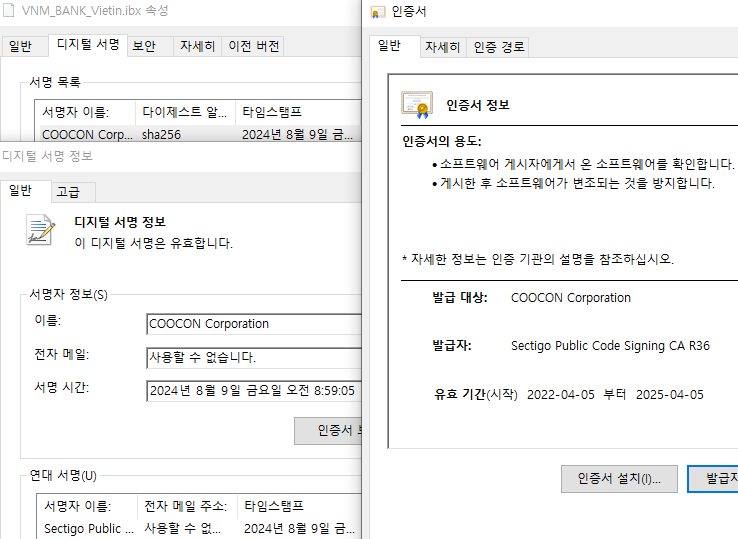 VNM_BANK_Vietin.ibx 속성
일반 디지털 서명 보안 자세히 이전 버전
서명 목록
서명자 이름: 다이제스트 알... 타임스탬프
COOCON Corp... sha256 2024년 8월 9일 금...
디지털 서명 정보
일반 고급
디지털 서명 정보
이 디지털 서명은 유효합니다.
서명자 정보(S)
이름: COOCON Corporation
전자 메일: 사용할 수 없습니다.
서명 시간: 2024년 8월 9일 금요일 오전 8:59:05
인증서
연대 서명(U)
서명자 이름: 전자 메일 주소: 타임스탬프
Sectigo Public ... 사용할 수 없... 2024년 8월 9일 금...
인증서
일반 자세히 인증 경로
인증서 정보
인증서의 용도:
• 소프트웨어 게시자에게서 온 소프트웨어를 확인합니다.
• 게시한 후 소프트웨어가 변조되는 것을 방지합니다.
* 자세한 정보는 인증 기관의 설명을 참조하십시오.
발급 대상: COOCON Corporation
발급자: Sectigo Public Code Signing CA R36
유효 기간(시작) 2022-04-05 부터 2025-04-05
인증서 설치(I)...